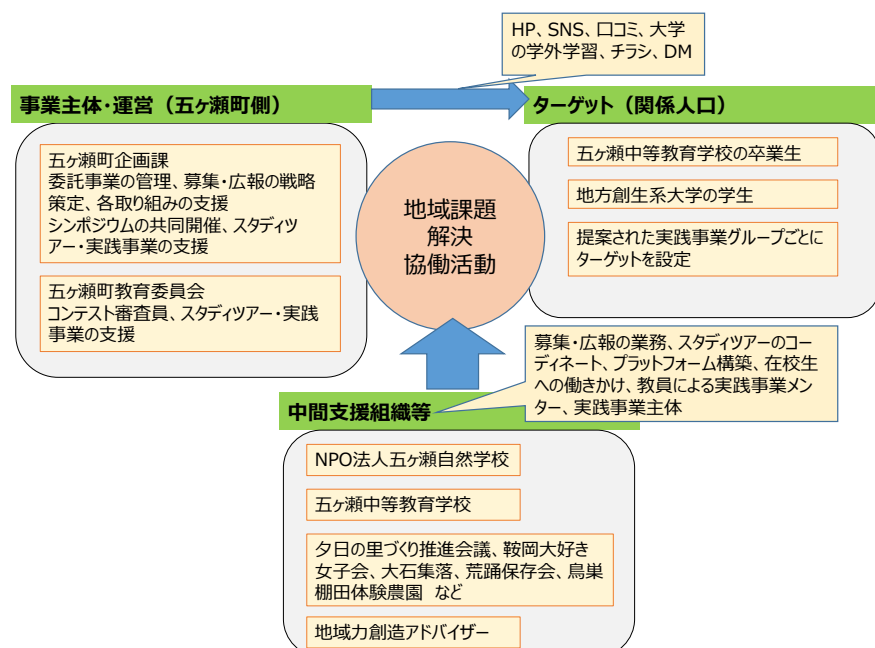 HP、SNS、口コミ、大学
の学外学習、チラシ、DM
事業主体・運営（五ヶ瀬町側）
ターゲット（関係人口）
五ヶ瀬町企画課
委託事業の管理、募集・広報の戦略
策定、各取り組みの支援
シンポジウムの共同開催、スタディツ
アー・実践事業の支援
五ヶ瀬町教育委員会
コンテスト審査員、スタディツアー・実践
事業の支援
地域課題
解決
協働活動
五ヶ瀬中等教育学校の卒業生
地方創生系大学の学生
提案された実践事業グループごとに
ターゲットを設定
募集・広報の業務、スタディツアーのコー
ディネート、プラットフォーム構築、在校生
への働きかけ、教員による実践事業メン
ター、実践事業主体
中間支援組織等
NPO法人五ヶ瀬自然学校
五ヶ瀬中等教育学校
夕日の里づくり推進会議、鞍岡大好き
女子会、大石集落、荒踊保存会、鳥巣
棚田体験農園 など
地域力創造アドバイザー